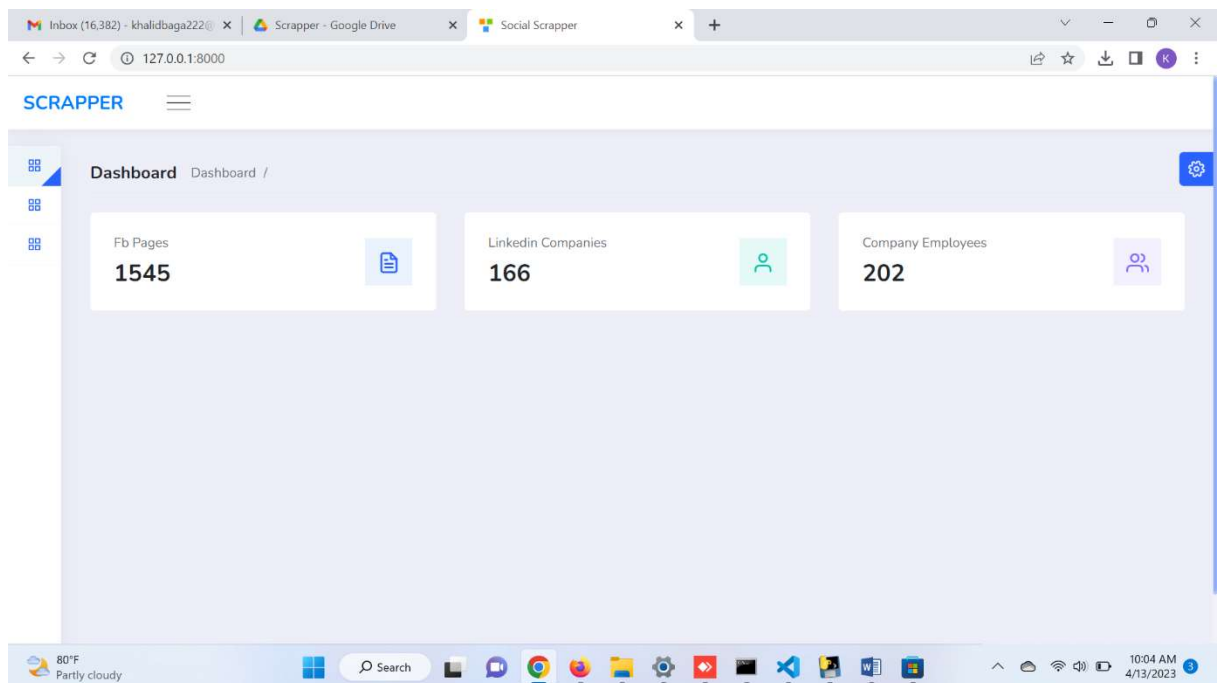 Inbox (16,382) - khalidbaga222@
Scrapper - Google Drive
Social Scrapper
127.0.0.1:8000
K
SCRAPPER
Dashboard Dashboard /
Fb Pages
1545
Linkedin Companies
166
Company Employees
202
80°F
Partly cloudy
Search
10:04 AM
4/13/2023
3